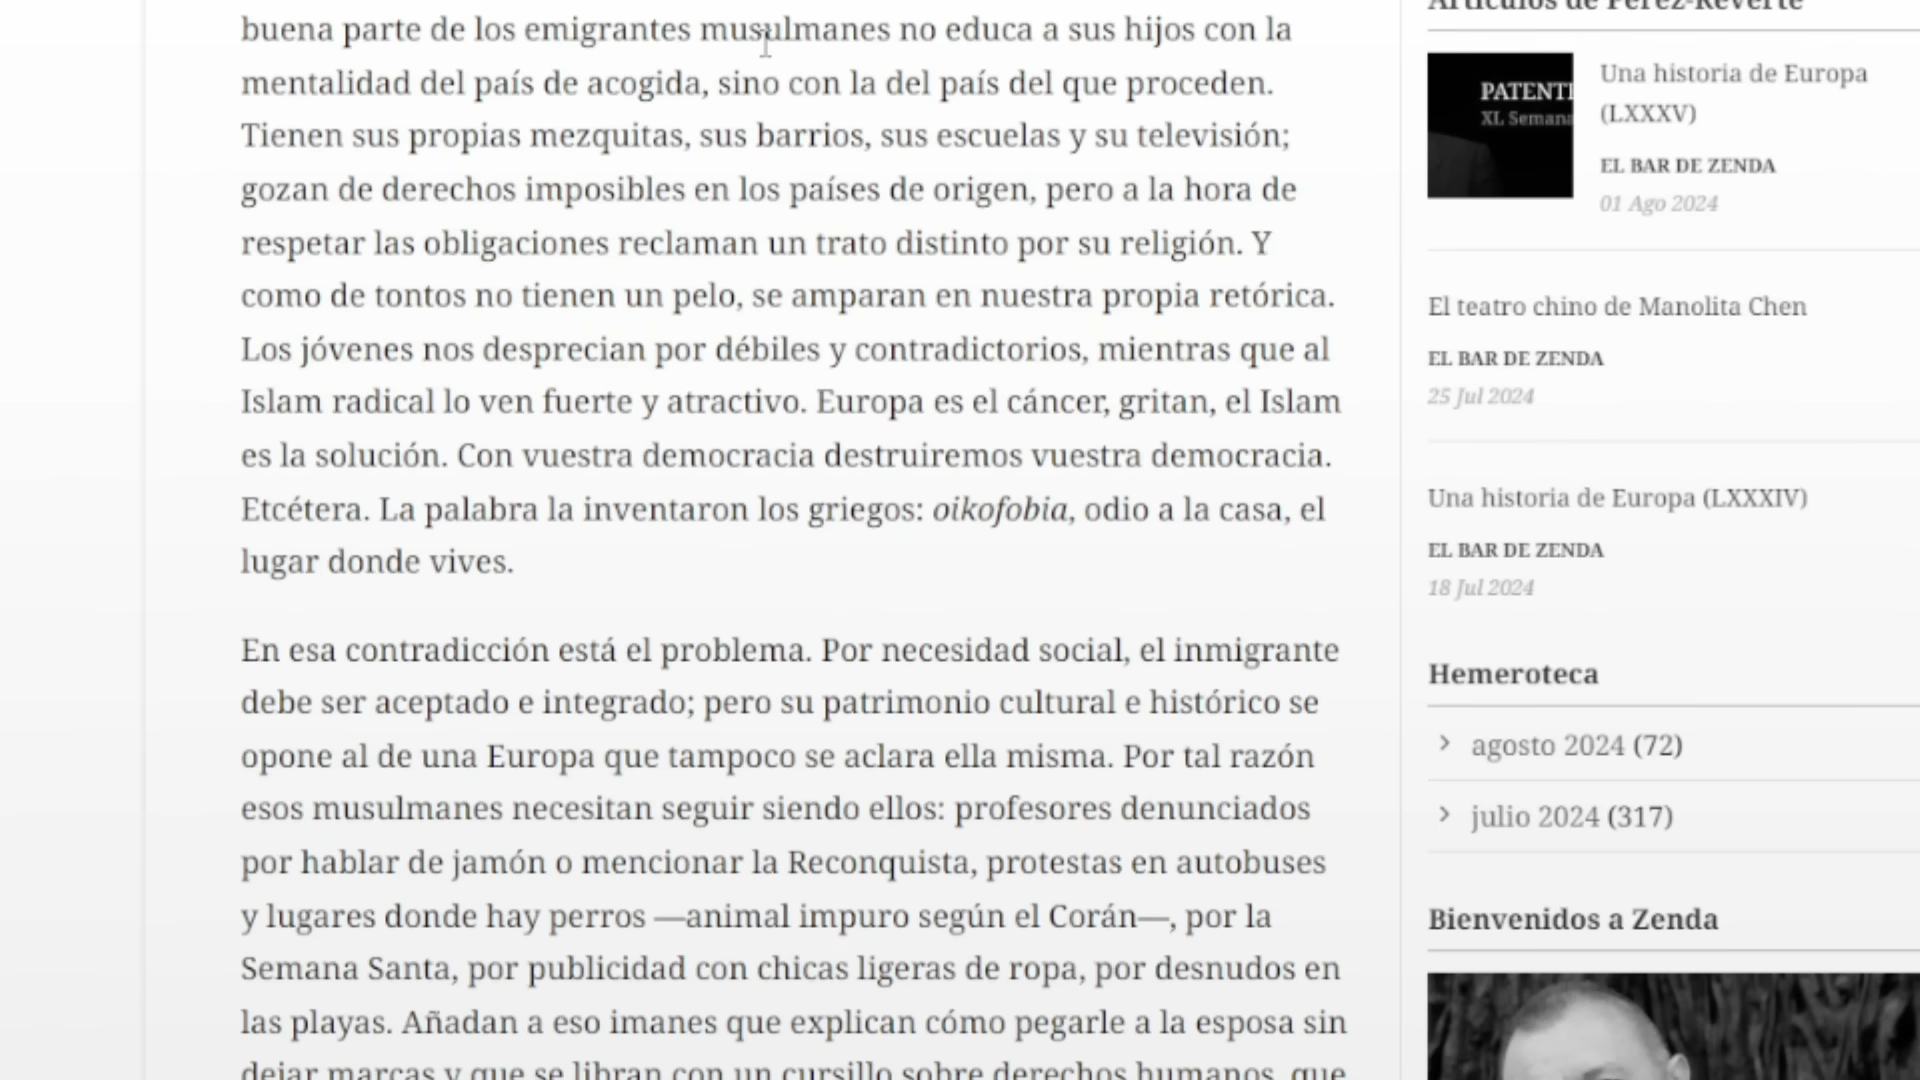 buena parte de los emigrantes musulmanes no educa a sus hijos con la
mentalidad del país de acogida, sino con la del país del que proceden.
Tienen sus propias mezquitas, sus barrios, sus escuelas y su televisión;
gozan de derechos imposibles en los países de origen, pero a la hora de
respetar las obligaciones reclaman un trato distinto por su religión. Y
como de tontos no tienen un pelo, se amparan en nuestra propia retórica.
Los jóvenes nos desprecian por débiles y contradictorios, mientras que al
Islam radical lo ven fuerte y atractivo. Europa es el cáncer, gritan, el Islam
es la solución. Con vuestra democracia destruiremos vuestra democracia.
Etcétera. La palabra la inventaron los griegos: oikofobia, odio a la casa, el
lugar donde vives.
En esa contradicción está el problema. Por necesidad social, el inmigrante
debe ser aceptado e integrado; pero su patrimonio cultural e histórico se
opone al de una Europa que tampoco se aclara ella misma. Por tal razón
esos musulmanes necesitan seguir siendo ellos: profesores denunciados
por hablar de jamón o mencionar la Reconquista, protestas en autobuses
y lugares donde hay perros —animal impuro según el Corán—, por la
Semana Santa, por publicidad con chicas ligeras de ropa, por desnudos en
las playas. Añadan a eso imanes que explican cómo pegarle a la esposa sin
dejar marcas y que se libran con un cursillo sobre derechos humanos, que
Artículos de Pérez-Reverte
PATENT
XL Semana
Una historia de Europa
(LXXXV)
EL BAR DE ZENDA
01 Ago 2024
El teatro chino de Manolita Chen
EL BAR DE ZENDA
25 Jul 2024
Una historia de Europa (LXXXIV)
EL BAR DE ZENDA
18 Jul 2024
Hemeroteca
agosto 2024 (72)
julio 2024 (317)
Bienvenidos a Zenda